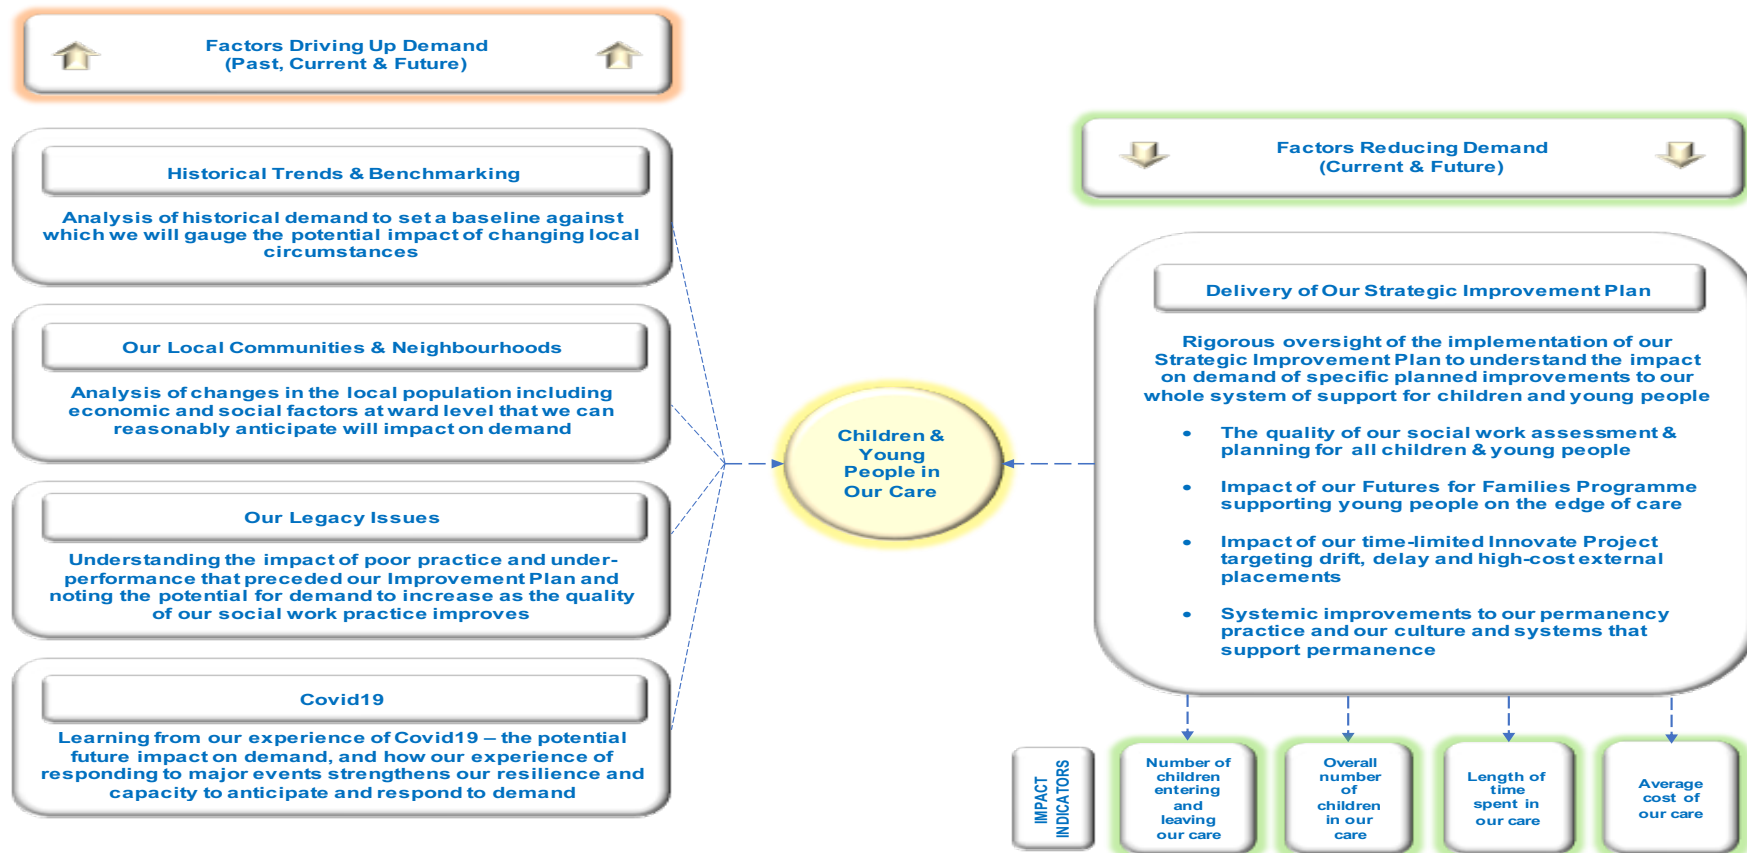 Factors Driving Up Demand
(Past, Current & Future)
Historical Trends & Benchmarking
Analysis of historical demand to set a baseline against
which we will gauge the potential impact of changing local
circumstances
Our Local Communities & Neighbourhoods
Analysis of changes in the local population including
economic and social factors at ward level that we can
reasonably anticipate will impact on demand
Our Legacy Issues
Understanding the impact of poor practice and under-
performance that preceded our Improvement Plan and
noting the potential for demand to increase as the quality
of our social work practice improves
Covid19
Learning from our experience of Covid19 – the potential
future impact on demand, and how our experience of
responding to major events strengthens our resilience and
capacity to anticipate and respond to demand
Children &
Young
People in
Our Care
Factors Reducing Demand
(Current & Future)
Delivery of Our Strategic Improvement Plan
Rigorous oversight of the implementation of our
Strategic Improvement Plan to understand the impact
on demand of specific planned improvements to our
whole system of support for children and young people
• The quality of our social work assessment &
planning for all children & young people
• Impact of our Futures for Families Programme
supporting young people on the edge of care
• Impact of our time-limited Innovate Project
targeting drift, delay and high-cost external
placements
• Systemic improvements to our permanency
practice and our culture and systems that
support permanence
IMPACT
INDICATORS
Number of
children
entering
and
leaving
our care
Overall
number
of
children
in our
care
Length of
time
spent in
our care
Average
cost of
our care